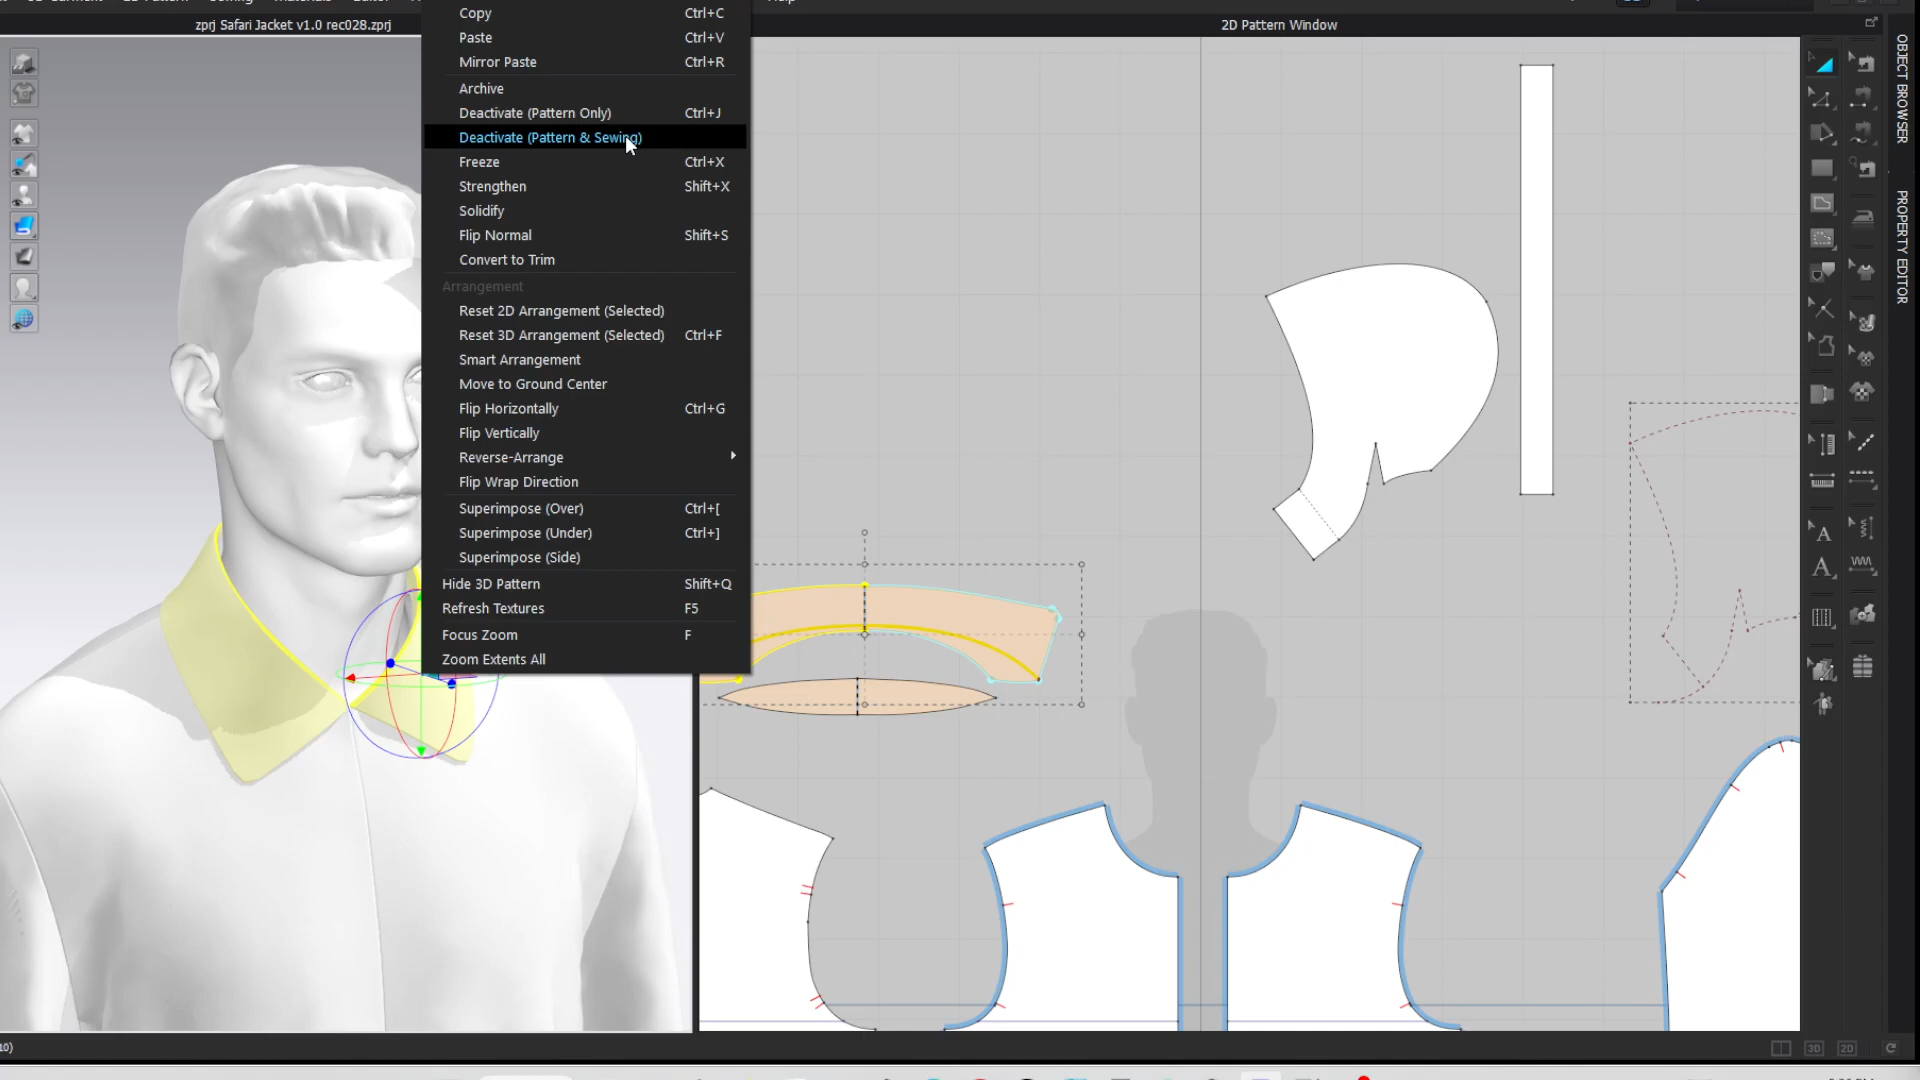 Help
zprj Safari Jacket v1.0 rec028.zprj
2D Pattern Window
Copy Ctrl+C
Paste Ctrl+V
Mirror Paste Ctrl+R
Archive
Deactivate (Pattern Only) Ctrl+J
Deactivate (Pattern & Sewing)
Freeze Ctrl+X
Strengthen Shift+X
Solidify
Flip Normal Shift+S
Convert to Trim
Arrangement
Reset 2D Arrangement (Selected)
Reset 3D Arrangement (Selected) Ctrl+F
Smart Arrangement
Move to Ground Center
Flip Horizontally Ctrl+G
Flip Vertically
Reverse-Arrange
Flip Wrap Direction
Superimpose (Over) Ctrl+[
Superimpose (Under) Ctrl+]
Superimpose (Side)
Hide 3D Pattern Shift+Q
Refresh Textures F5
Focus Zoom F
Zoom Extents All
OBJECT BROWSER
PROPERTY EDITOR
A
A
3D
2D